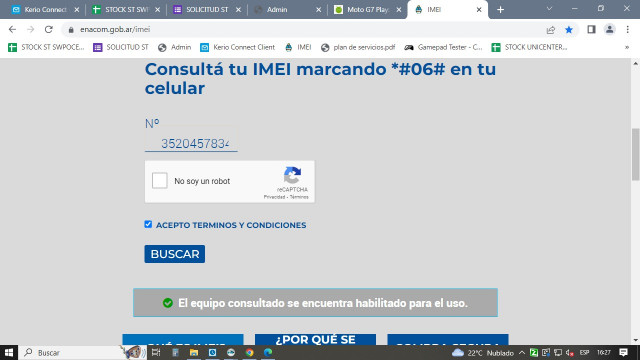 Kerio Connect
STOCK ST SWP
SOLICITUD ST
Admin
Moto G7 Play
IMEI
enacom.gob.ar/imei
STOCK ST SWPOCE...
SOLICITUD ST
Admin
Kerio Connect Client
IMEI
plan de servicios.pdf
Gamepad Tester - C...
STOCK UNICENTER...
Consultá tu IMEI marcando *#06# en tu
celular
Nº
3520457834
No soy un robot
reCAPTCHA
Privacidad - Términos
ACEPTO TERMINOS Y CONDICIONES
BUSCAR
El equipo consultado se encuentra habilitado para el uso.
¿POR QUÉ SE
Buscar
22°C Nublado
ESP
16:27